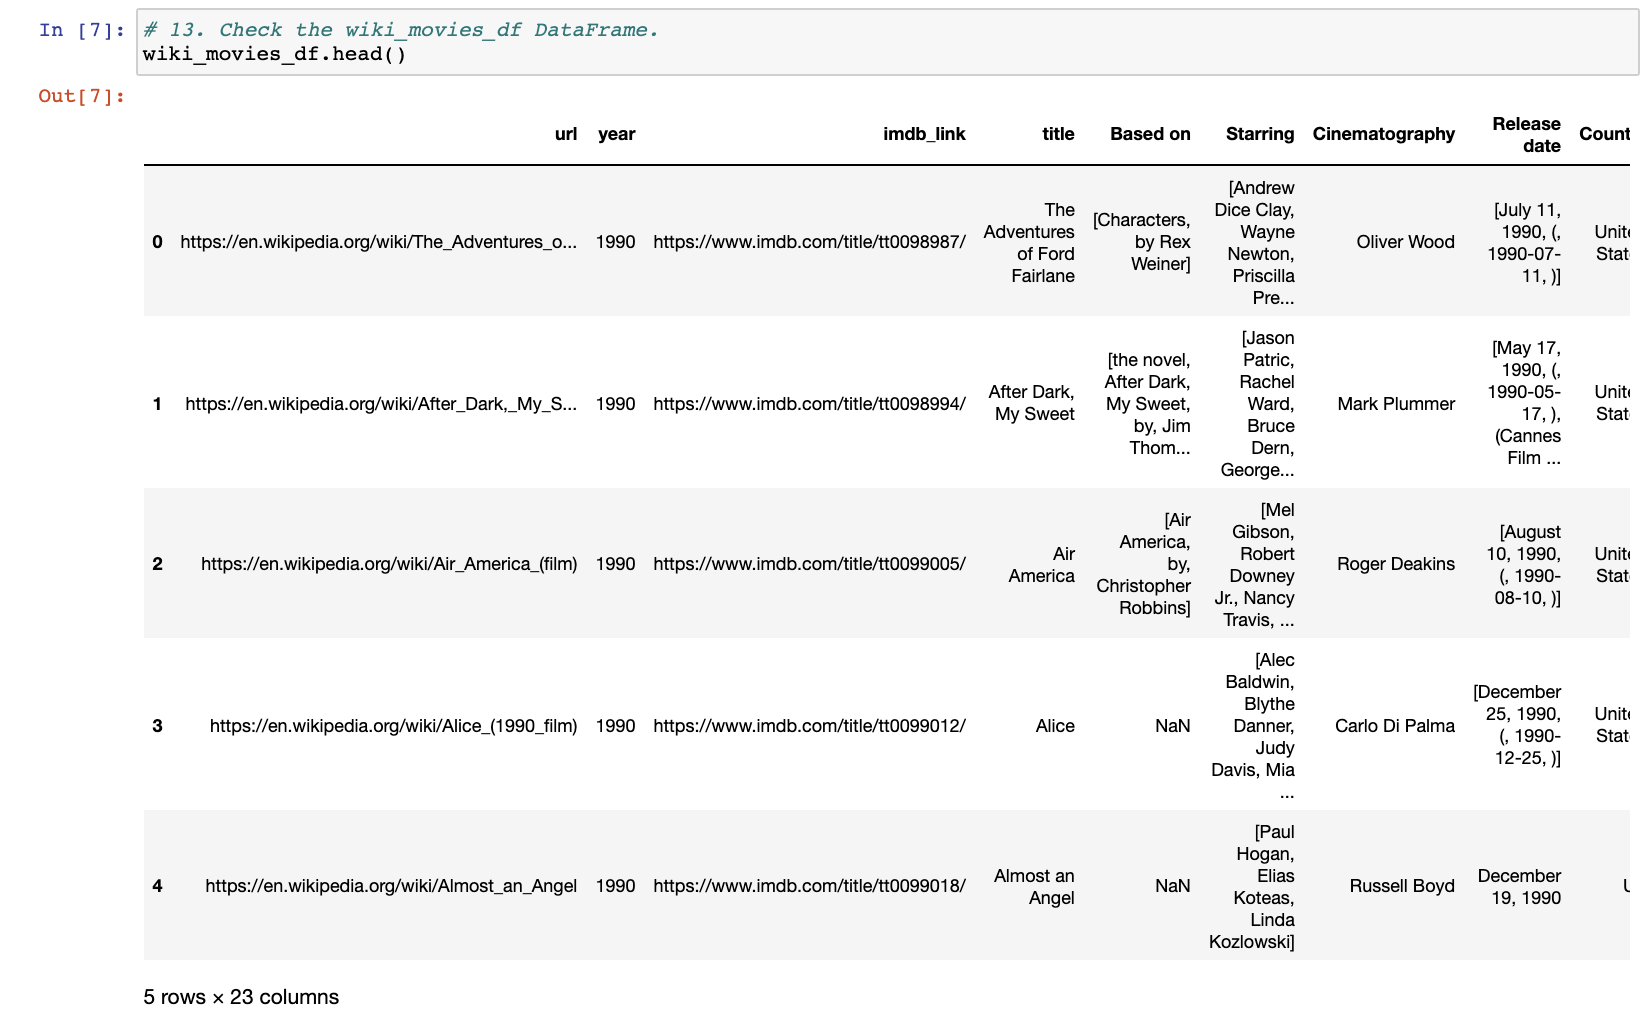 In [7]: # 13. Check the wiki_movies_df DataFrame.
wiki_movies_df.head()
Out[7]:
url year imdb_link title Based on Starring Cinematography Release date Count
0 https://en.wikipedia.org/wiki/The_Adventures_o... 1990 https://www.imdb.com/title/tt0098987/ The Adventures of Ford Fairlane [Characters, by Rex Weiner] [Andrew Dice Clay, Wayne Newton, Priscilla Pre... Oliver Wood [July 11, 1990, (, 1990-07-11, )] Unite Stat
1 https://en.wikipedia.org/wiki/After_Dark,_My_S... 1990 https://www.imdb.com/title/tt0098994/ After Dark, My Sweet [the novel, After Dark, My Sweet, by, Jim Thom... [Jason Patric, Rachel Ward, Bruce Dern, George... Mark Plummer [May 17, 1990, (, 1990-05-17, ), (Cannes Film ... Unite Stat
2 https://en.wikipedia.org/wiki/Air_America_(film) 1990 https://www.imdb.com/title/tt0099005/ Air America [Air America, by, Christopher Robbins] [Mel Gibson, Robert Downey Jr., Nancy Travis, ... Roger Deakins [August 10, 1990, (, 1990-08-10, )] Unite Stat
3 https://en.wikipedia.org/wiki/Alice_(1990_film) 1990 https://www.imdb.com/title/tt0099012/ Alice NaN [Alec Baldwin, Blythe Danner, Judy Davis, Mia ... Carlo Di Palma [December 25, 1990, (, 1990-12-25, )] Unite Stat
4 https://en.wikipedia.org/wiki/Almost_an_Angel 1990 https://www.imdb.com/title/tt0099018/ Almost an Angel NaN [Paul Hogan, Elias Koteas, Linda Kozlowski] Russell Boyd December 19, 1990
5 rows × 23 columns